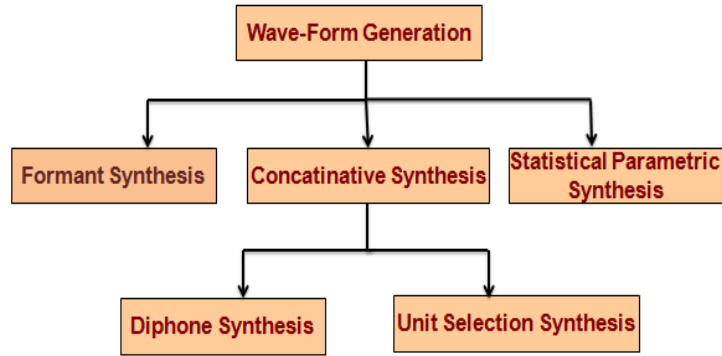 Wave-Form Generation
Formant Synthesis
Concatinative Synthesis
Statistical Parametric
Synthesis
Diphone Synthesis
Unit Selection Synthesis